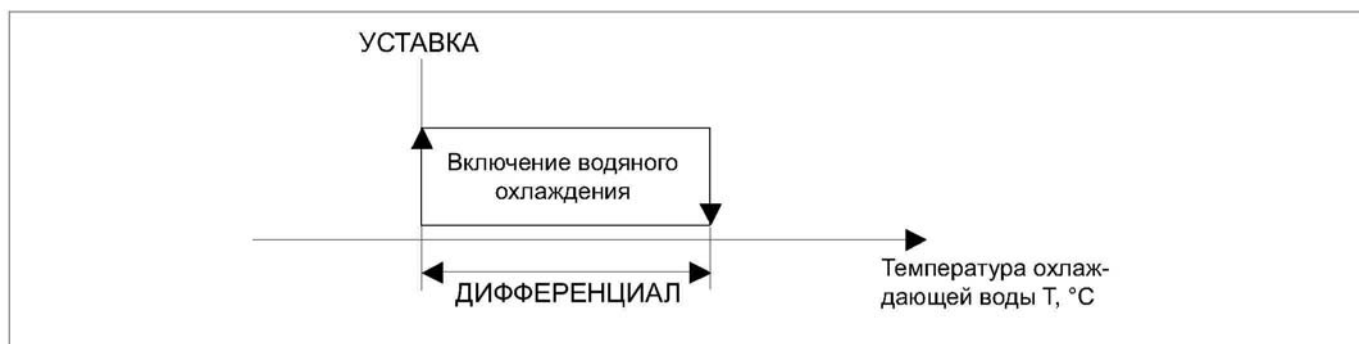 УСТАВКА
Включение водяного
охлаждения
ДИФФЕРЕНЦИАЛ
Температура охлаж-
дающей воды T, °C